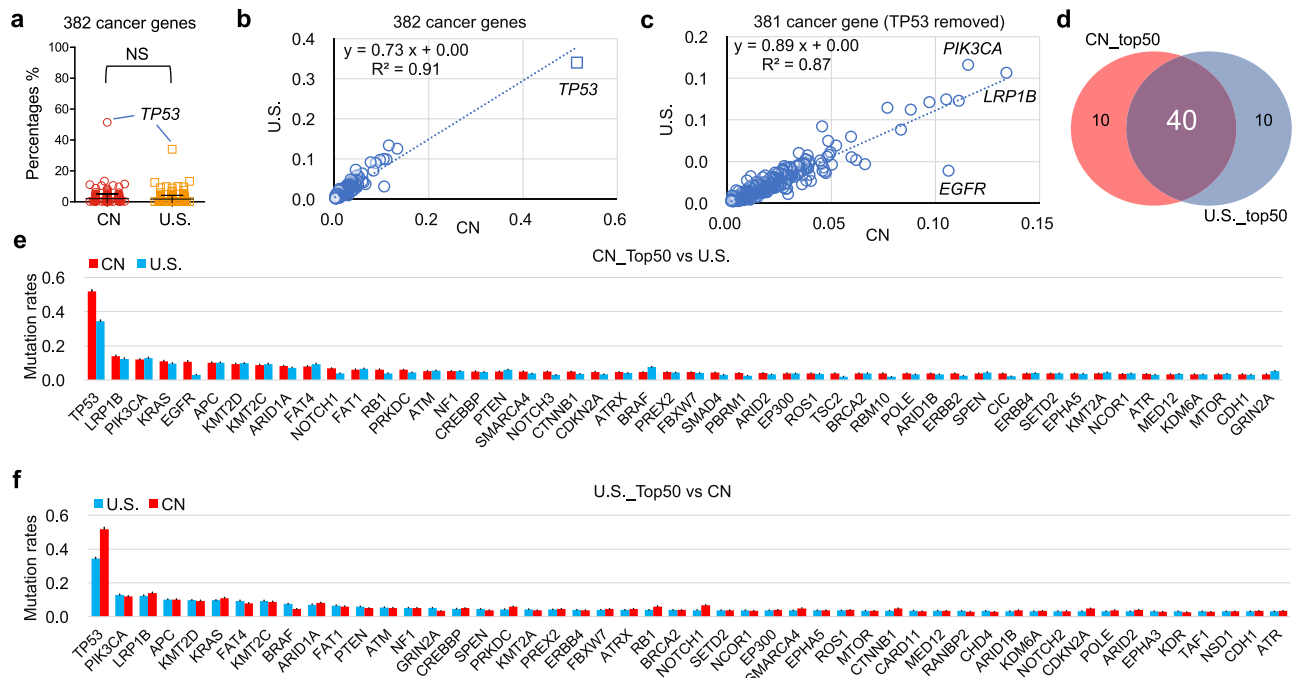 a
382 cancer genes
Percentages %
100
80
60
40
20
0
NS
TP53
CN
U.S.
b
382 cancer genes
y = 0.73 x + 0.00
R² = 0.91
U.S.
0.4
0.3
0.2
0.1
0.0
TP53
0.0
0.2
0.4
0.6
CN
c
381 cancer gene (TP53 removed)
y = 0.89 x + 0.00
R² = 0.87
U.S.
0.2
0.1
0.1
0.0
0.0
PIK3CA
LRP1B
EGFR
0.00
0.05
0.10
0.15
CN
d
CN_top50
10
40
10
U.S._top50
e
CN_Top50 vs U.S.
CN
U.S.
Mutation rates
0.6
0.4
0.2
0.0
TP53
LRP1B
PIK3CA
KRAS
EGFR
APC
KMT2D
KMT2C
ARID1A
FAT4
NOTCH1
FAT1
RB1
PRKDC
ATM
NF1
CREBBP
PTEN
SMARCA4
NOTCH3
CTNNB1
CDKN2A
ATRX
BRAF
PREX2
FBXW7
SMAD4
PBRM1
ARID2
EP300
ROS1
TSC2
BRCA2
RBM10
POLE
ARID1B
ERBB2
SPEN
CIC
ERBB4
SETD2
EPHA5
KMT2A
NCOR1
ATR
MED12
KDM6A
MTOR
CDH1
GRIN2A
f
U.S._Top50 vs CN
U.S.
CN
Mutation rates
0.6
0.4
0.2
0.0
TP53
PIK3CA
LRP1B
APC
KMT2D
KRAS
FAT4
KMT2C
BRAF
ARID1A
FAT1
PTEN
ATM
NF1
GRIN2A
CREBBP
SPEN
PRKDC
KMT2A
PREX2
ERBB4
FBXW7
ATRX
RB1
BRCA2
NOTCH1
SETD2
NCOR1
EP300
SMARCA4
EPHA5
ROS1
MTOR
CTNNB1
CARD11
MED12
RANBP2
CHD4
ARID1B
KDM6A
NOTCH2
CDKN2A
POLE
ARID2
EPHA3
KDR
TAF1
NSD1
CDH1
ATR